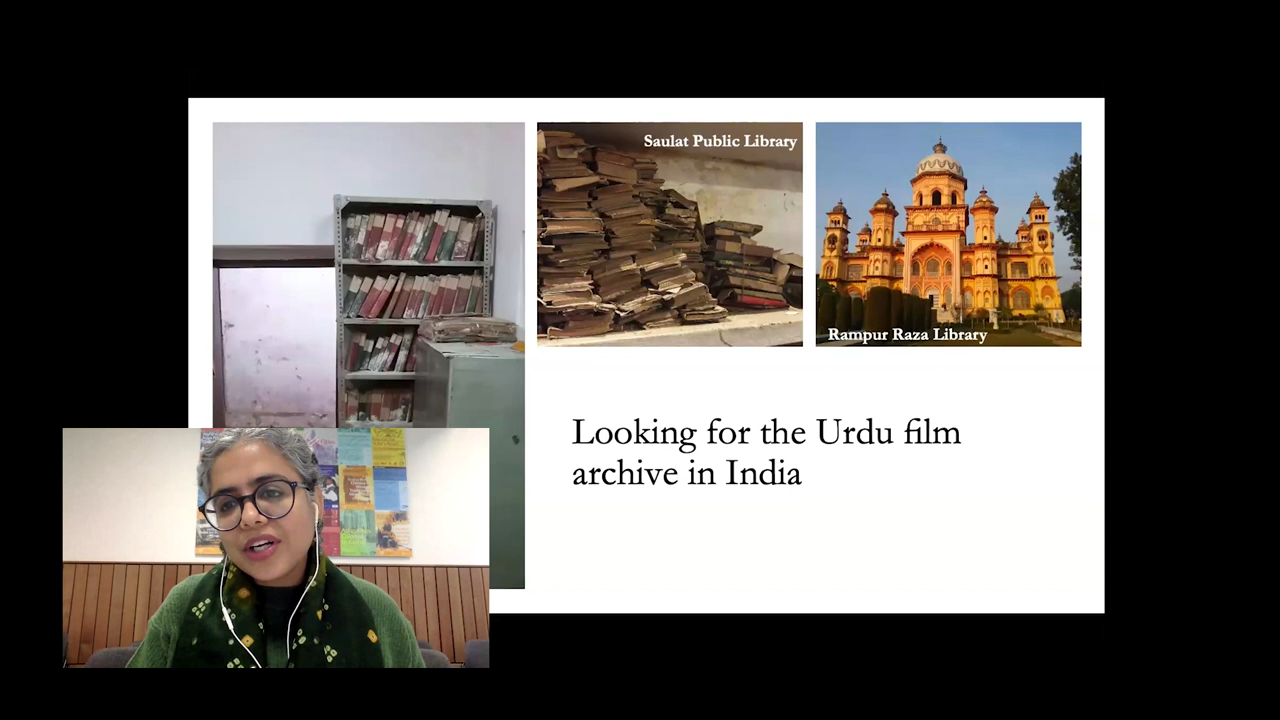 Saulat Public Library
Rampur Raza Library
Looking for the Urdu film
archive in India